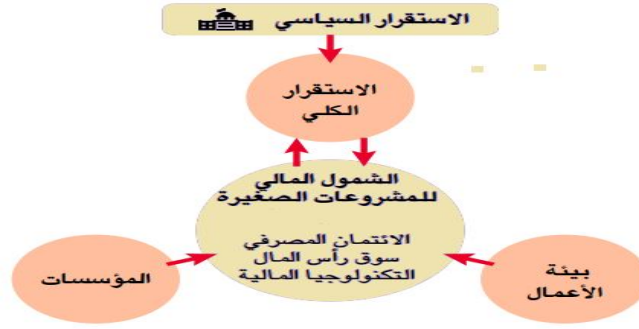 الاستقرار السياسي
الاستقرار
الكلي
الشمول المالي
للمشروعات الصغيرة
الائتمان المصرفي
سوق رأس المال
التكنولوجيا المالية
بيئة
الأعمال
المؤسسات